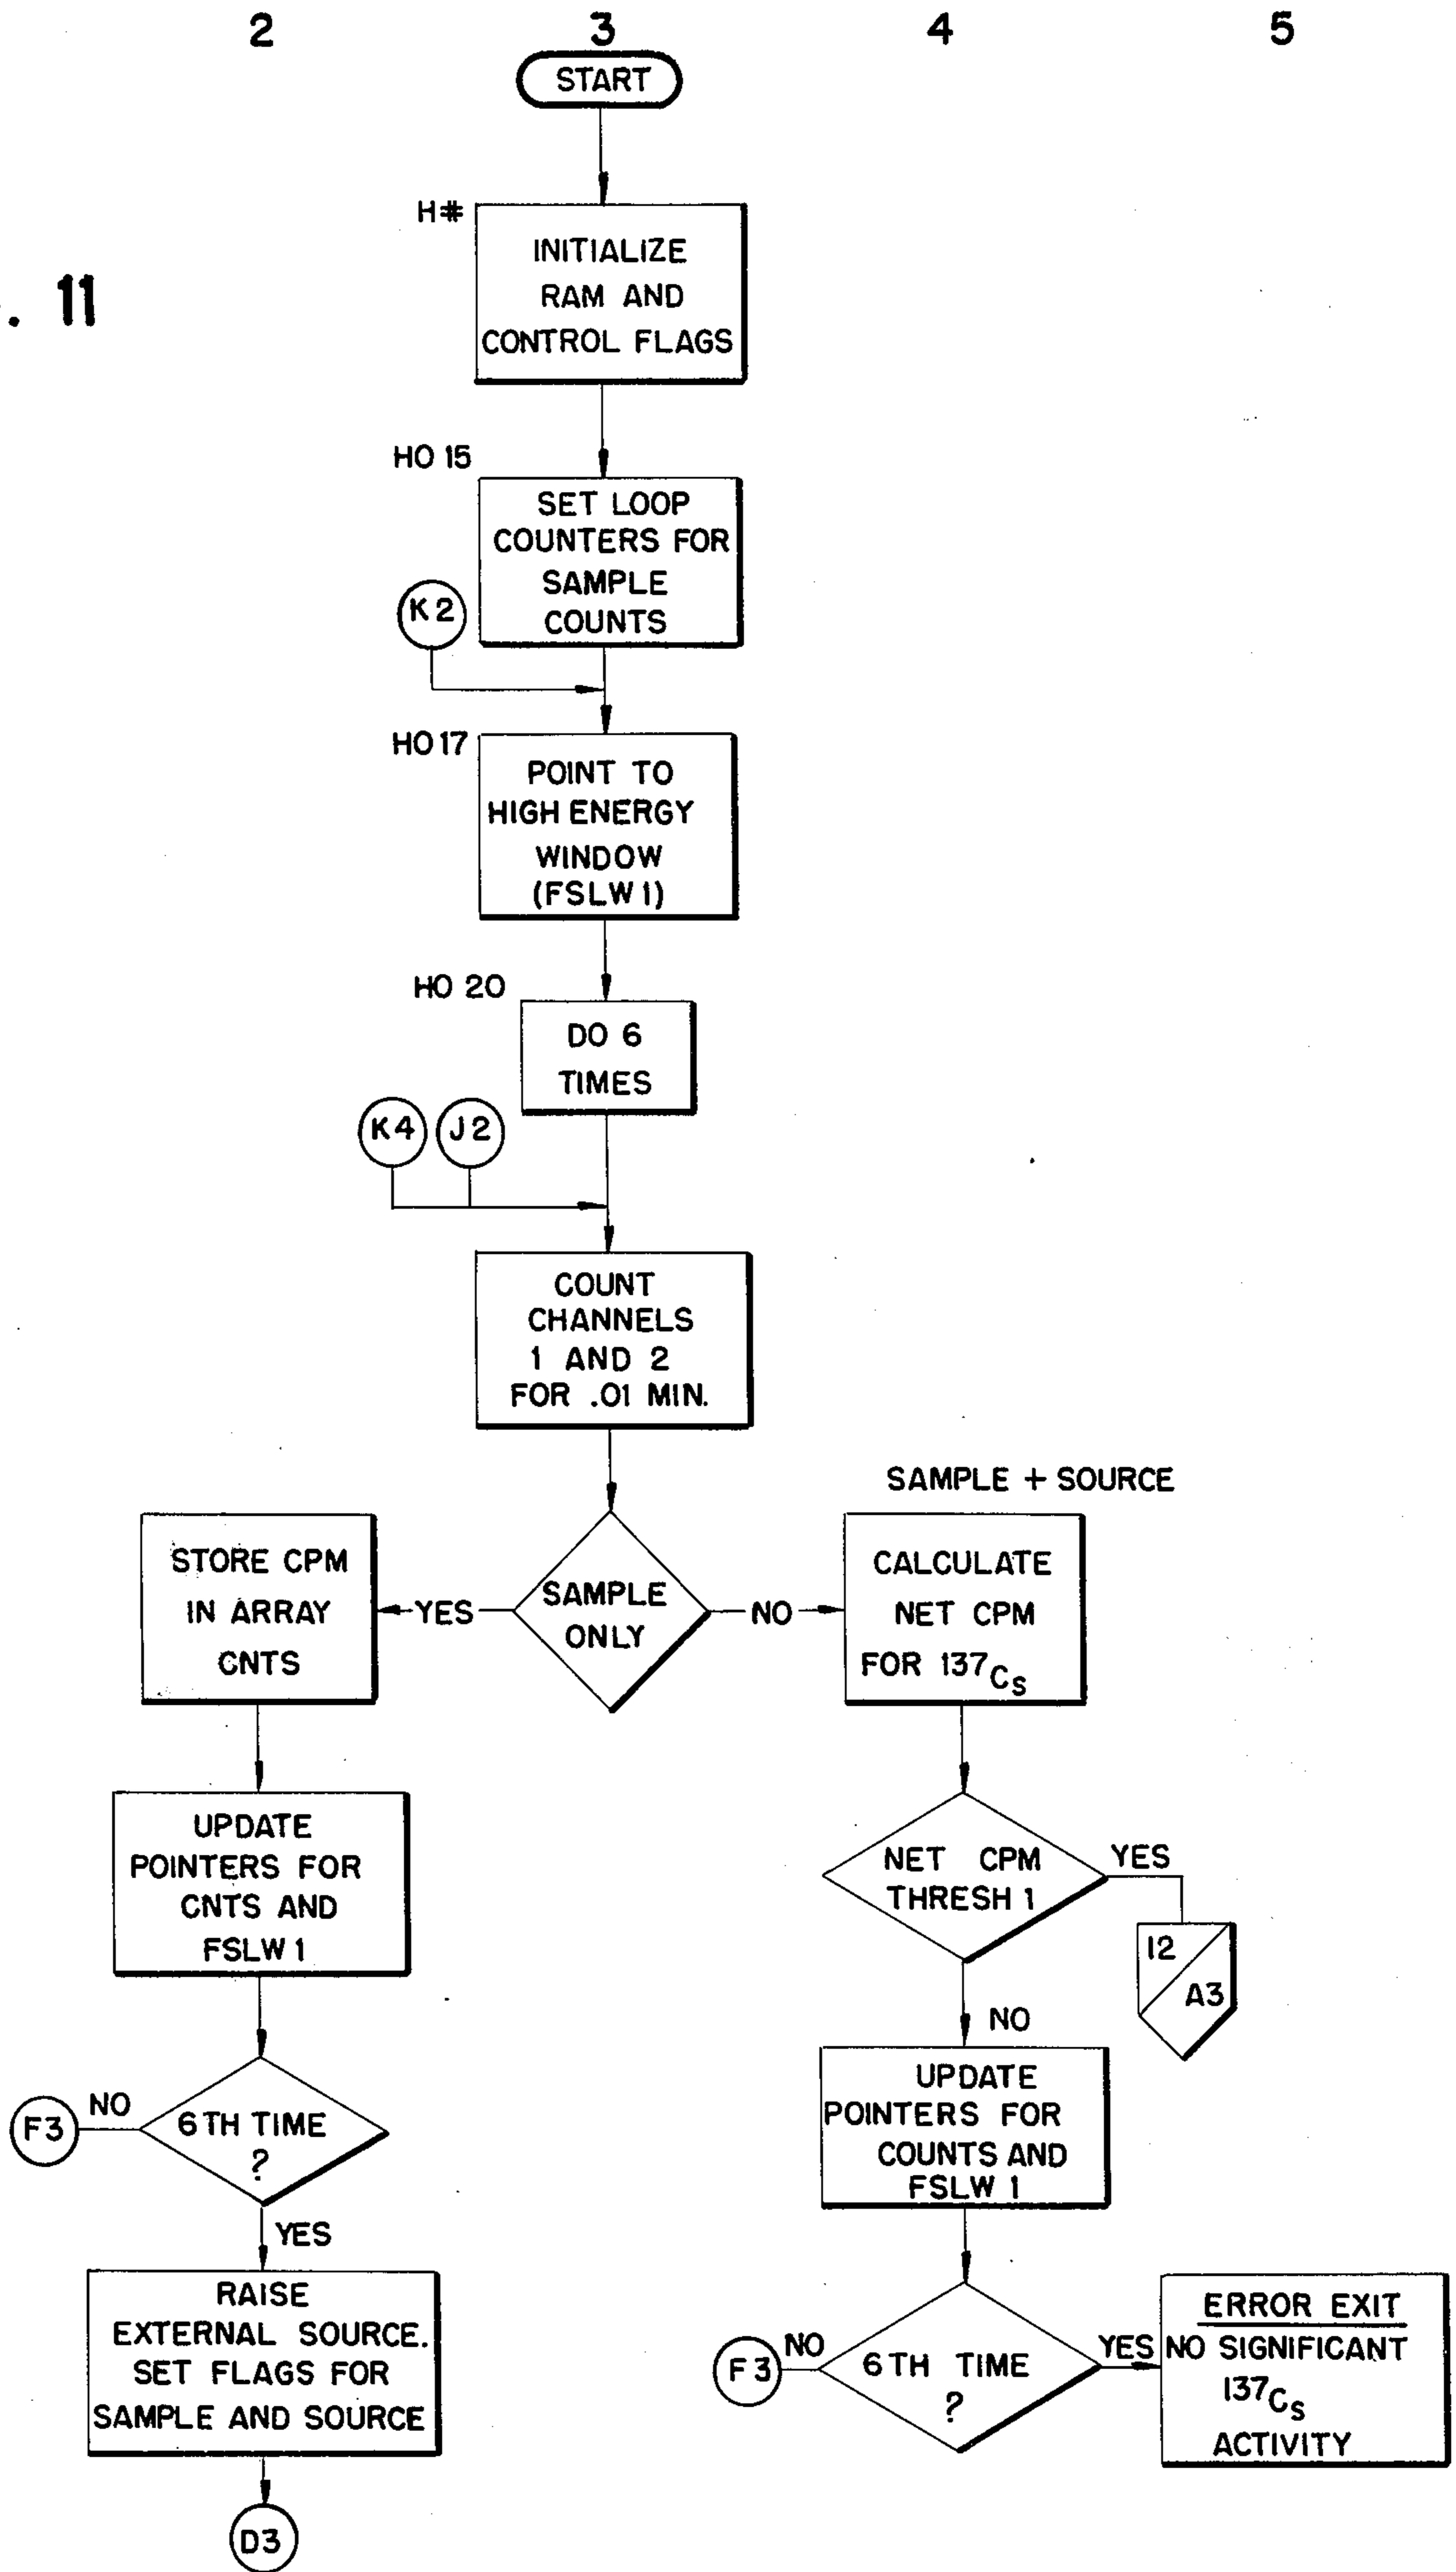 2 3 4 5
START
. 11
H#
INITIALIZE
RAM AND
CONTROL FLAGS
HO 15
SET LOOP
COUNTERS FOR
SAMPLE
COUNTS
K2
HO 17
POINT TO
HIGH ENERGY
WINDOW
(FSLW 1)
HO 20
DO 6
TIMES
K4 J2
COUNT
CHANNELS
1 AND 2
FOR .01 MIN.
SAMPLE + SOURCE
STORE CPM
IN ARRAY
CNTS
YES
SAMPLE
ONLY
NO
CALCULATE
NET CPM
FOR 137Cs
UPDATE
POINTERS FOR
CNTS AND
FSLW 1
NET CPM
THRESH 1
YES
12
A3
NO
6TH TIME
?
NO
F3
YES
UPDATE
POINTERS FOR
COUNTS AND
FSLW 1
RAISE
EXTERNAL SOURCE.
SET FLAGS FOR
SAMPLE AND SOURCE
D3
F3
NO
6TH TIME
?
YES
ERROR EXIT
NO SIGNIFICANT
137Cs
ACTIVITY